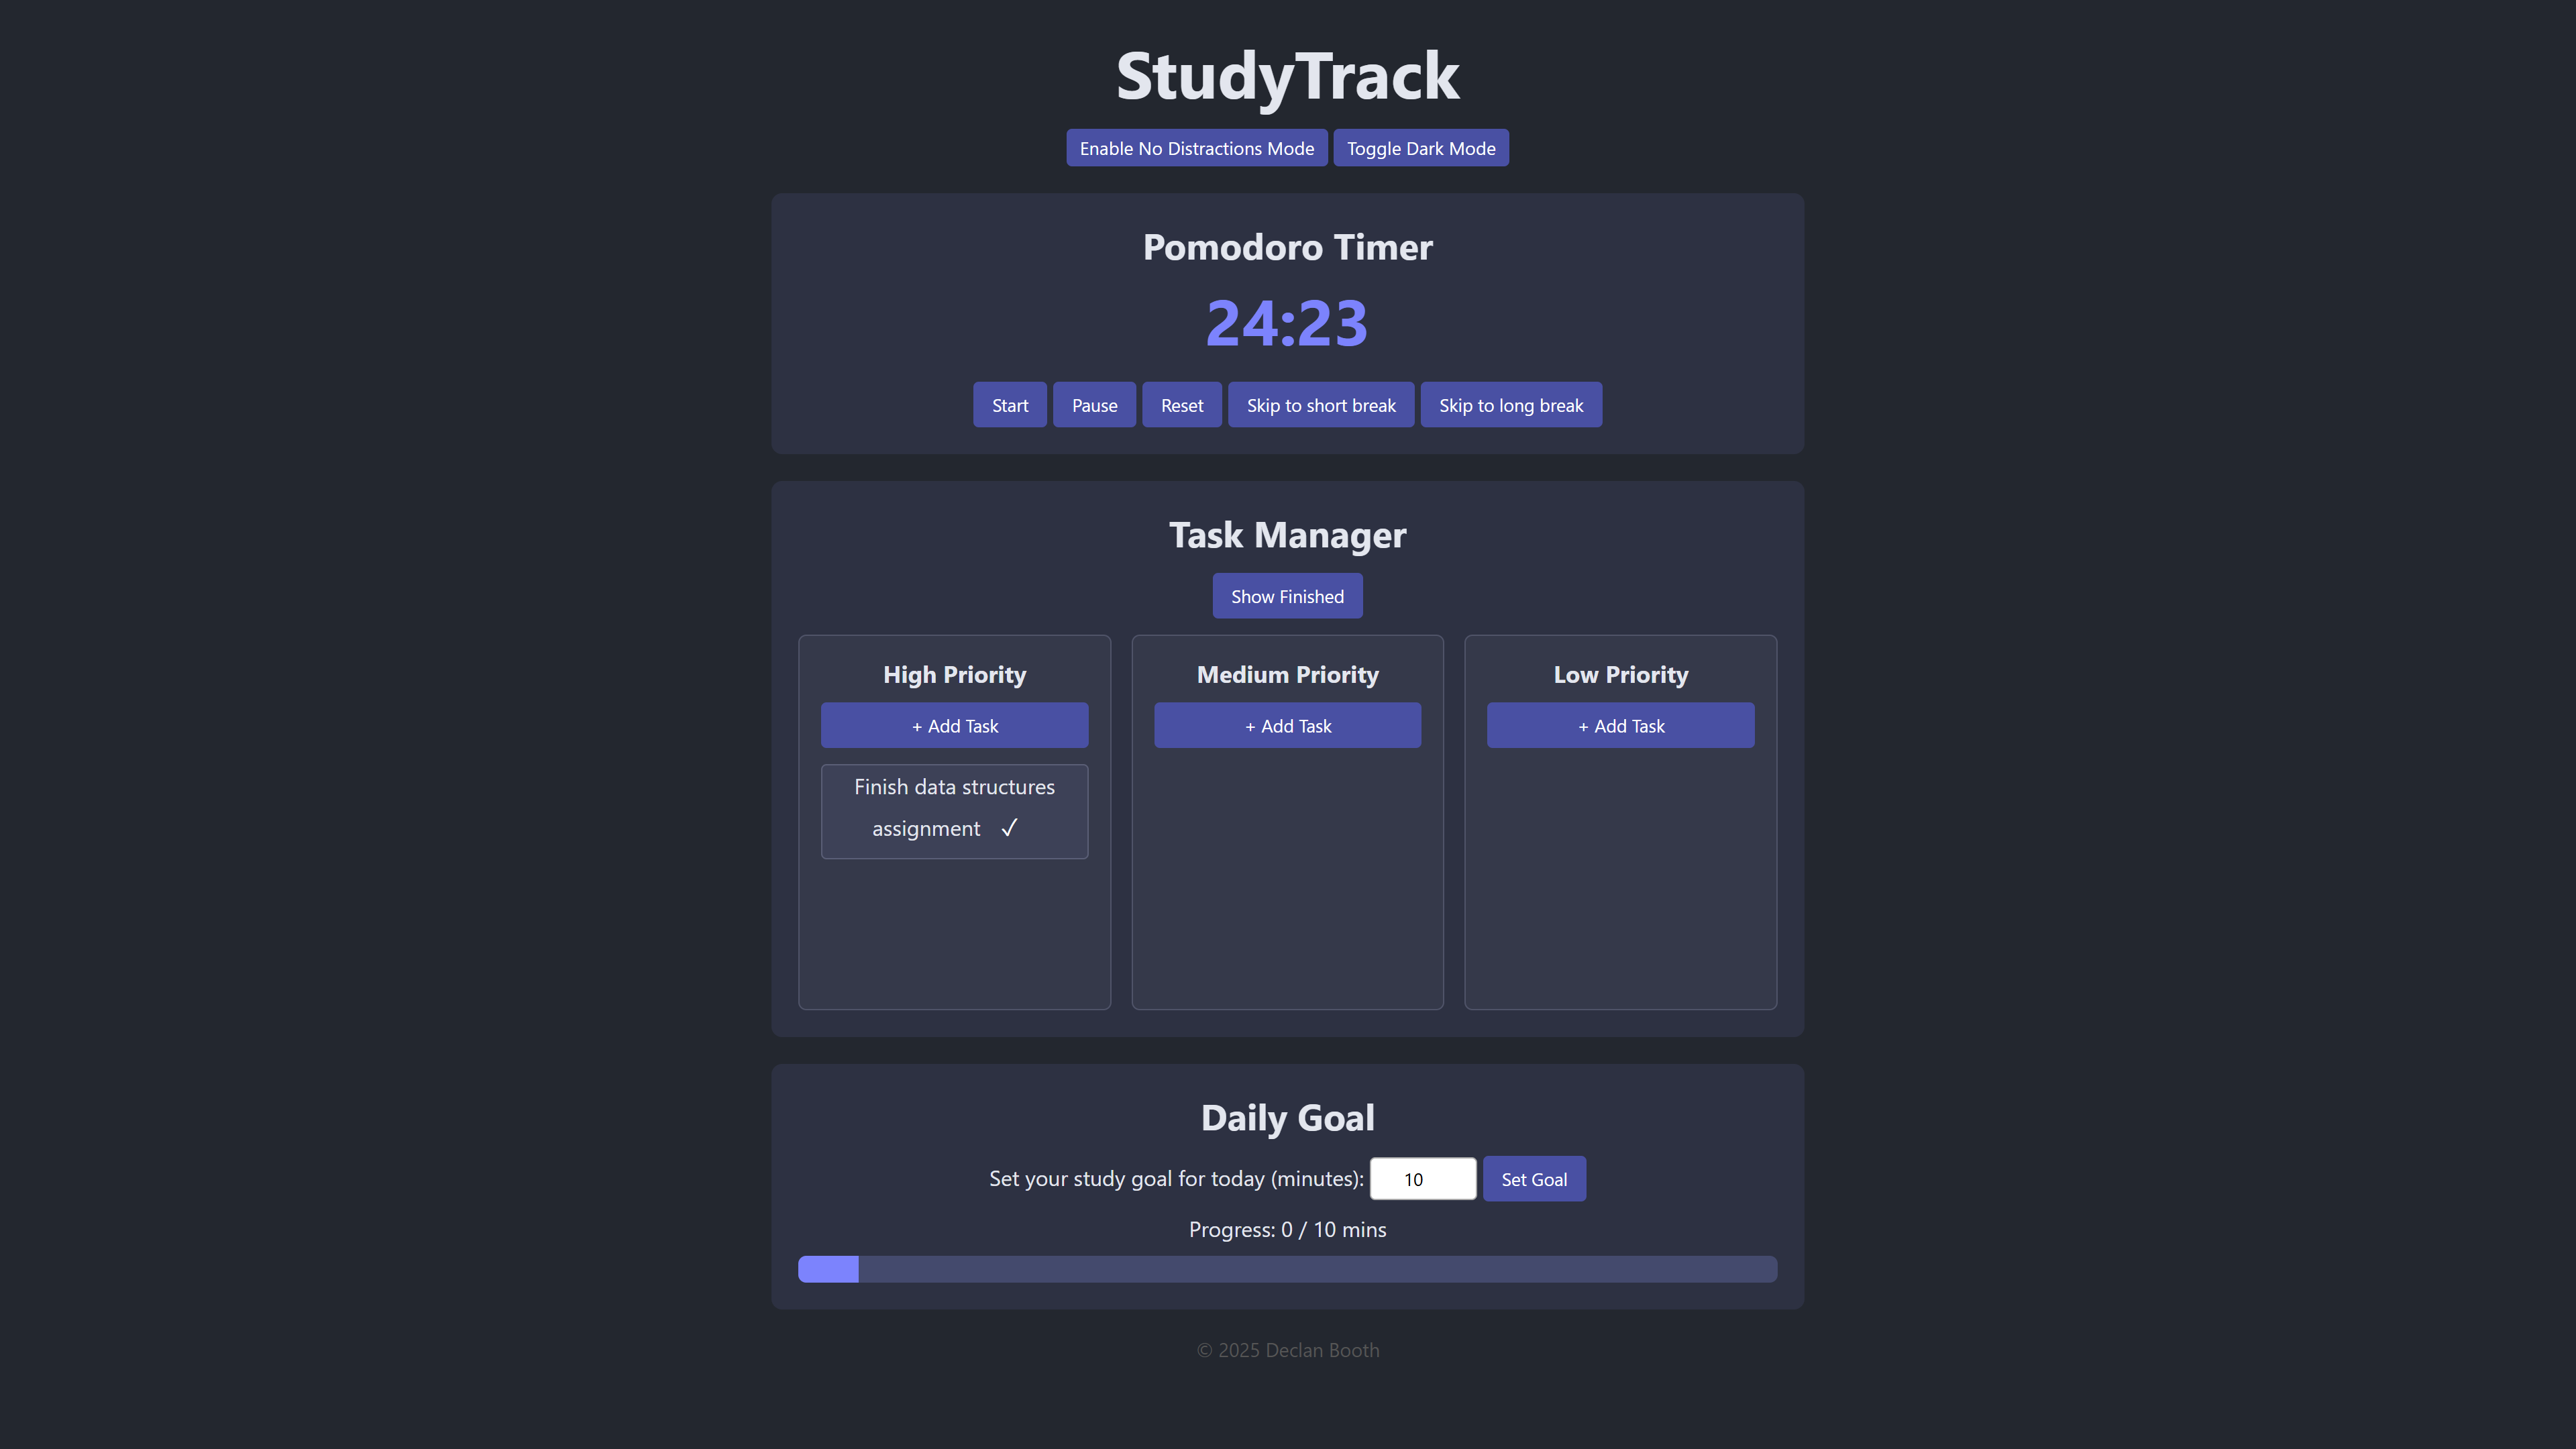 StudyTrack
Enable No Distractions Mode Toggle Dark Mode
Pomodoro Timer
24:23
Start Pause Reset Skip to short break Skip to long break
Task Manager
Show Finished
High Priority Medium Priority Low Priority
+ Add Task + Add Task + Add Task
Finish data structures
assignment ✓
Daily Goal
Set your study goal for today (minutes): 10 Set Goal
Progress: 0 / 10 mins
© 2025 Declan Booth